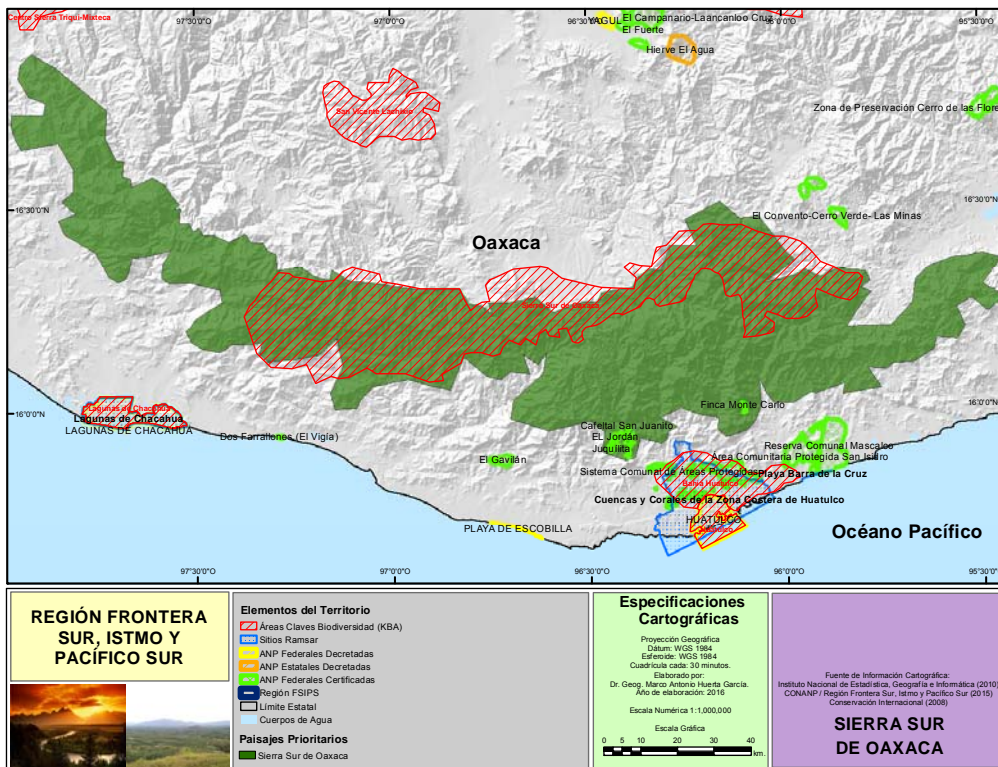 97°30'0"O
97°0'0"O
96°30'0"O
96°0'0"O
95°30'0"O
Centro Sierra Triqui-Mixteca
YAGUL
El Campanario-Laancanloo Cruz
El Fuerte
Hierve El Agua
San Vicente Lachixio
Zona de Preservación Cerro de las Flore
16°30'0"N
16°30'0"N
El Convento-Cerro Verde- Las Minas
Oaxaca
Sierra Sur de Oaxaca
16°0'0"N
16°0'0"N
Finca Monte Carlo
Lagunas de Chacahua
Lagunas de Chacahua
LAGUNAS DE CHACAHUA
Dos Farrallones (El Vigía)
Cafeltal San Juanito
EL Jordán
Juquilita
Reserva Comunal Mascalco
Área Comunitaria Protegida San Isidro
El Gavilán
Sistema Comunal de Áreas Protegidas
Playa Barra de la Cruz
Bahia Huatulco
Cuencas y Corales de la Zona Costera de Huatulco
HUATULCO
Huatulco
PLAYA DE ESCOBILLA
Océano Pacífico
97°30'0"O
97°0'0"O
96°30'0"O
96°0'0"O
95°30'0"O
REGIÓN FRONTERA
SUR, ISTMO Y
PACÍFICO SUR
Elementos del Territorio
Áreas Claves Biodiversidad (KBA)
Sitios Ramsar
ANP Federales Decretadas
ANP Estatales Decretadas
ANP Federales Certificadas
Región FSIPS
Límite Estatal
Cuerpos de Agua
Paisajes Prioritarios
Sierra Sur de Oaxaca
Especificaciones
Cartográficas
Proyección Geográfica
Dátum: WGS 1984
Esferoide: WGS 1984
Cuadrícula cada: 30 minutos.
Elaborado por:
Dr. Geog. Marco Antonio Huerta García.
Año de elaboración: 2016
Escala Numérica 1:1,000,000
Escala Gráfica
0 5 10 20 30 40
km.
Fuente de Información Cartográfica:
Instituto Nacional de Estadística, Geografía e Informática (2010)
CONANP / Región Frontera Sur, Istmo y Pacífico Sur (2015)
Conservación Internacional (2008)
SIERRA SUR
DE OAXACA